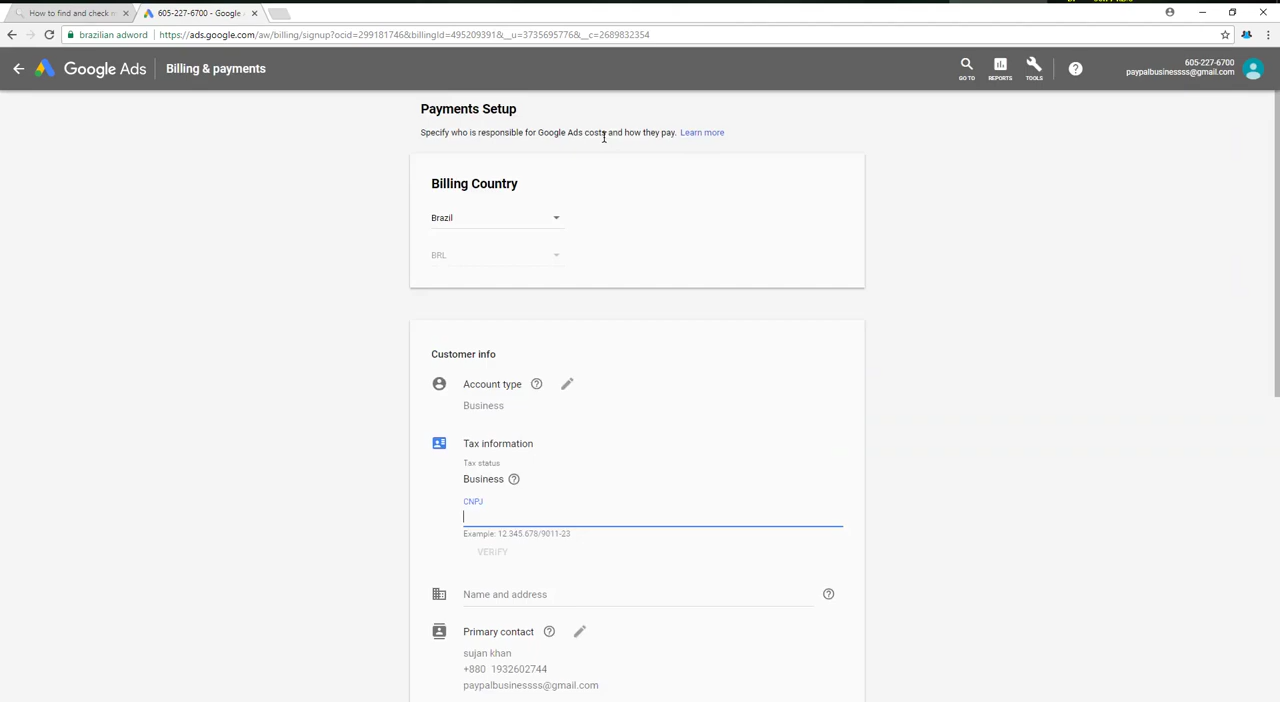 How to find and check m
605-227-6700 - Google
brazilian adword
https://ads.google.com/aw/billing/signup?ocid=299181746&billingId=495209391&__u=3735695776&__c=2689832354
Google Ads
Billing & payments
GO TO
REPORTS
TOOLS
605-227-6700
paypalbusinessss@gmail.com
Payments Setup
Specify who is responsible for Google Ads costs and how they pay. Learn more
Billing Country
Brazil
BRL
Customer info
Account type
Business
Tax information
Tax status
Business
CNPJ
Example: 12.345.678/9011-23
VERIFY
Name and address
Primary contact
sujan khan
+880 1932602744
paypalbusinessss@gmail.com